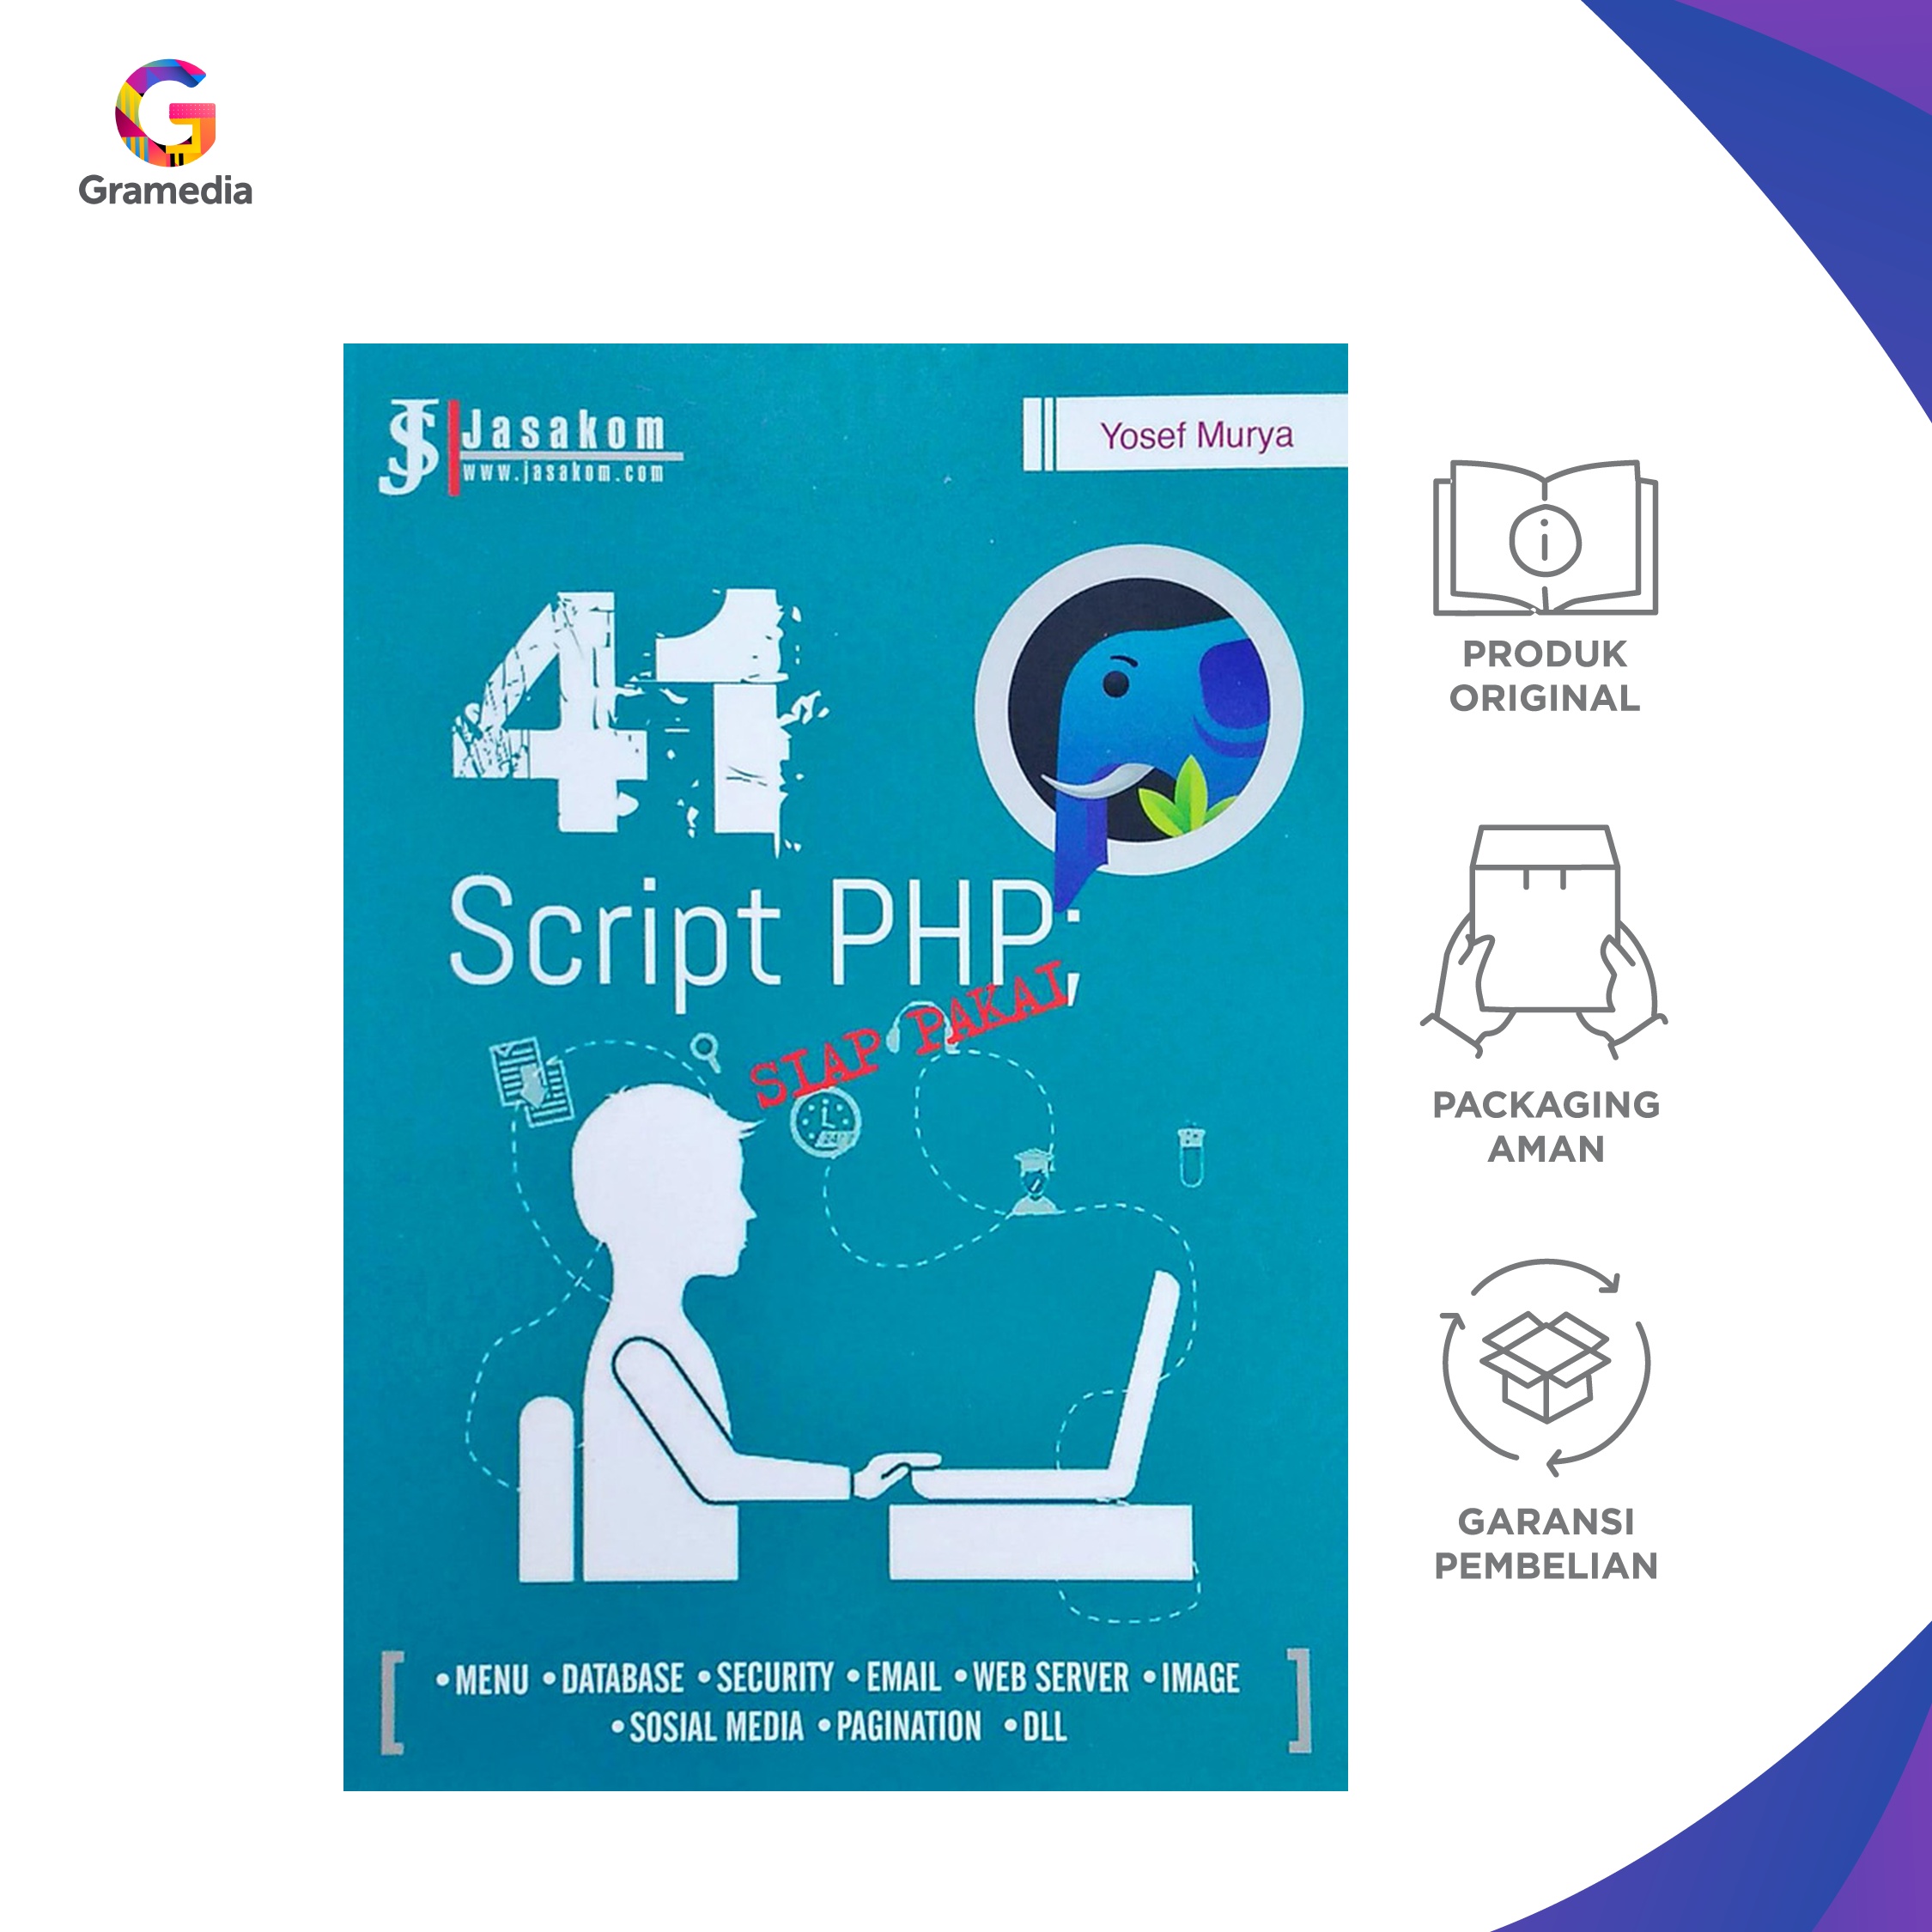 Gramedia
JS Jasakom
www.jasakom.com
Yosef Murya
41
Script PHP;
SIAP PAKAI
• MENU • DATABASE • SECURITY • EMAIL • WEB SERVER • IMAGE
• SOSIAL MEDIA • PAGINATION • DLL
PRODUK
ORIGINAL
PACKAGING
AMAN
GARANSI
PEMBELIAN